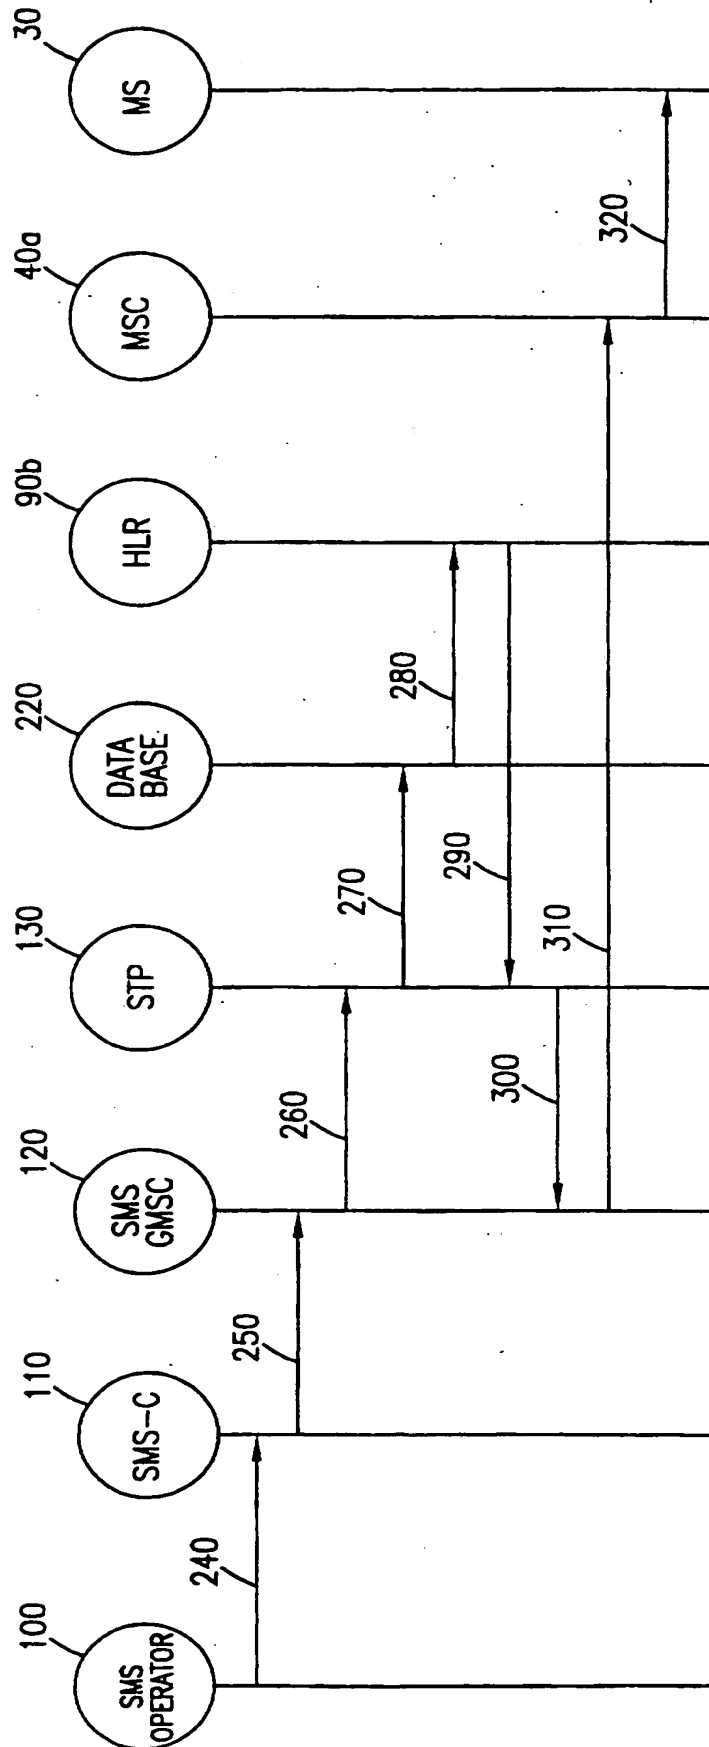 100
SMS
OPERATOR
110
SMS-C
120
SMS
GMSC
130
STP
220
DATA
BASE
90b
HLR
40a
MSC
30
MS
240
250
260
270
280
290
300
310
320